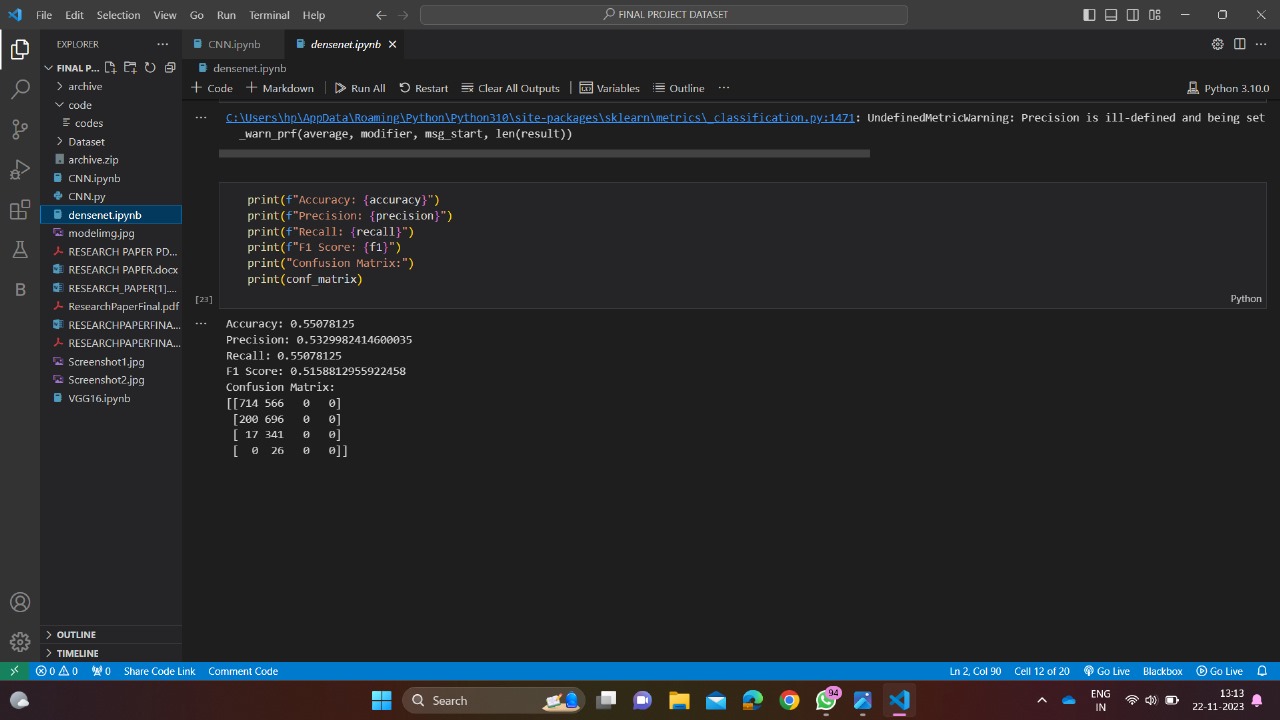 File Edit Selection View Go Run Terminal Help
FINAL PROJECT DATASET
EXPLORER
CNN.ipynb
densenet.ipynb
FINAL P...
densenet.ipynb
Code
Markdown
Run All
Restart
Clear All Outputs
Variables
Outline
Python 3.10.0
archive
code
codes
Dataset
archive.zip
CNN.ipynb
CNN.py
densenet.ipynb
modelimg.jpg
RESEARCH PAPER PD...
RESEARCH PAPER.docx
RESEARCH_PAPER[1]....
ResearchPaperFinal.pdf
RESEARCHPAPERFINA...
RESEARCHPAPERFINA...
Screenshot1.jpg
Screenshot2.jpg
VGG16.ipynb
OUTLINE
TIMELINE
C:\Users\hp\AppData\Roaming\Python\Python310\site-packages\sklearn\metrics\_classification.py:1471: UndefinedMetricWarning: Precision is ill-defined and being set
_warn_prf(average, modifier, msg_start, len(result))
print(f"Accuracy: {accuracy}")
print(f"Precision: {precision}")
print(f"Recall: {recall}")
print(f"F1 Score: {f1}")
print("Confusion Matrix:")
print(conf_matrix)
[23]
Python
Accuracy: 0.55078125
Precision: 0.5329982414600035
Recall: 0.55078125
F1 Score: 0.5158812955922458
Confusion Matrix:
[[714 566 0 0]
[200 696 0 0]
[ 17 341 0 0]
[ 0 26 0 0]]
B
0 0 0 Share Code Link Comment Code
Ln 2, Col 90 Cell 12 of 20 Go Live Blackbox Go Live
Search
94
ENG
IN
13:13
22-11-2023